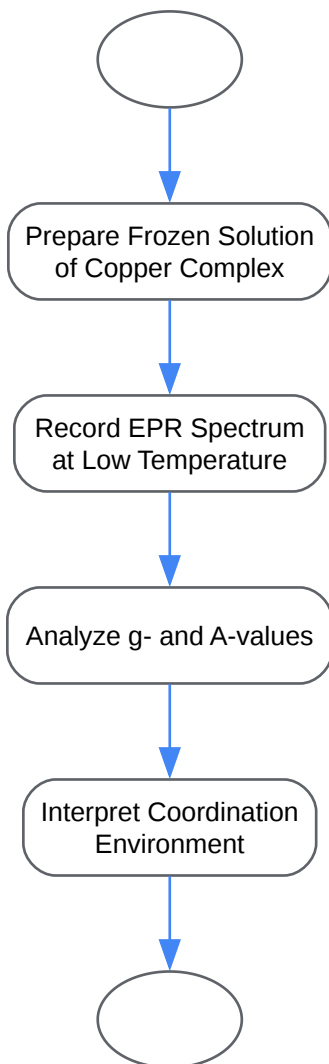 Prepare Frozen Solution
of Copper Complex
Record EPR Spectrum
at Low Temperature
Analyze g- and A-values
Interpret Coordination
Environment